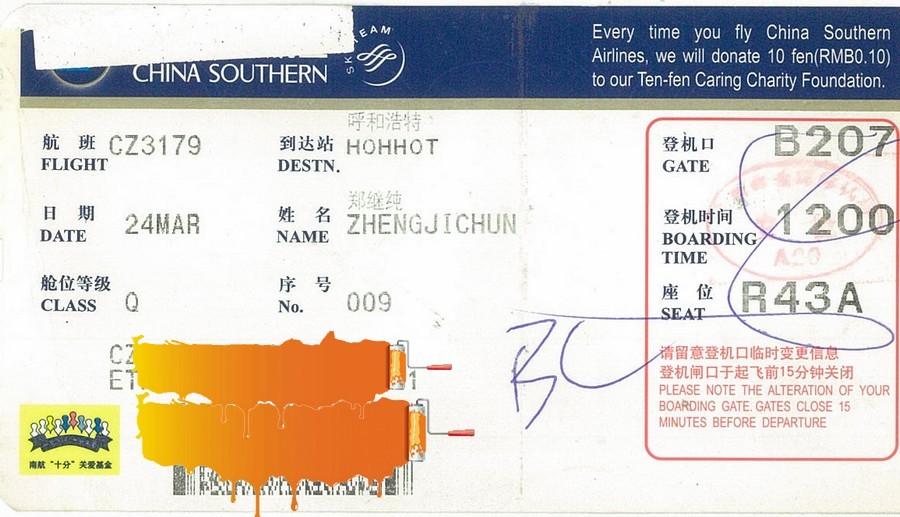 SKYTEAM
CHINA SOUTHERN
Every time you fly China Southern
Airlines, we will donate 10 fen(RMB0.10)
to our Ten-fen Caring Charity Foundation.
航 班 CZ3179
FLIGHT
到达站 呼和浩特
DESTN. HOHHOT
日 期 24MAR
DATE
姓 名 郑继纯
NAME ZHENGJICHUN
舱位等级
CLASS Q
序 号 009
No.
CZ
ET
1
南航“十分”关爱基金
登机口 B207
GATE
登机时间 1200
BOARDING
TIME
A20
座 位 R43A
SEAT
请留意登机口临时变更信息
登机闸口于起飞前15分钟关闭
PLEASE NOTE THE ALTERATION OF YOUR
BOARDING GATE. GATES CLOSE 15
MINUTES BEFORE DEPARTURE